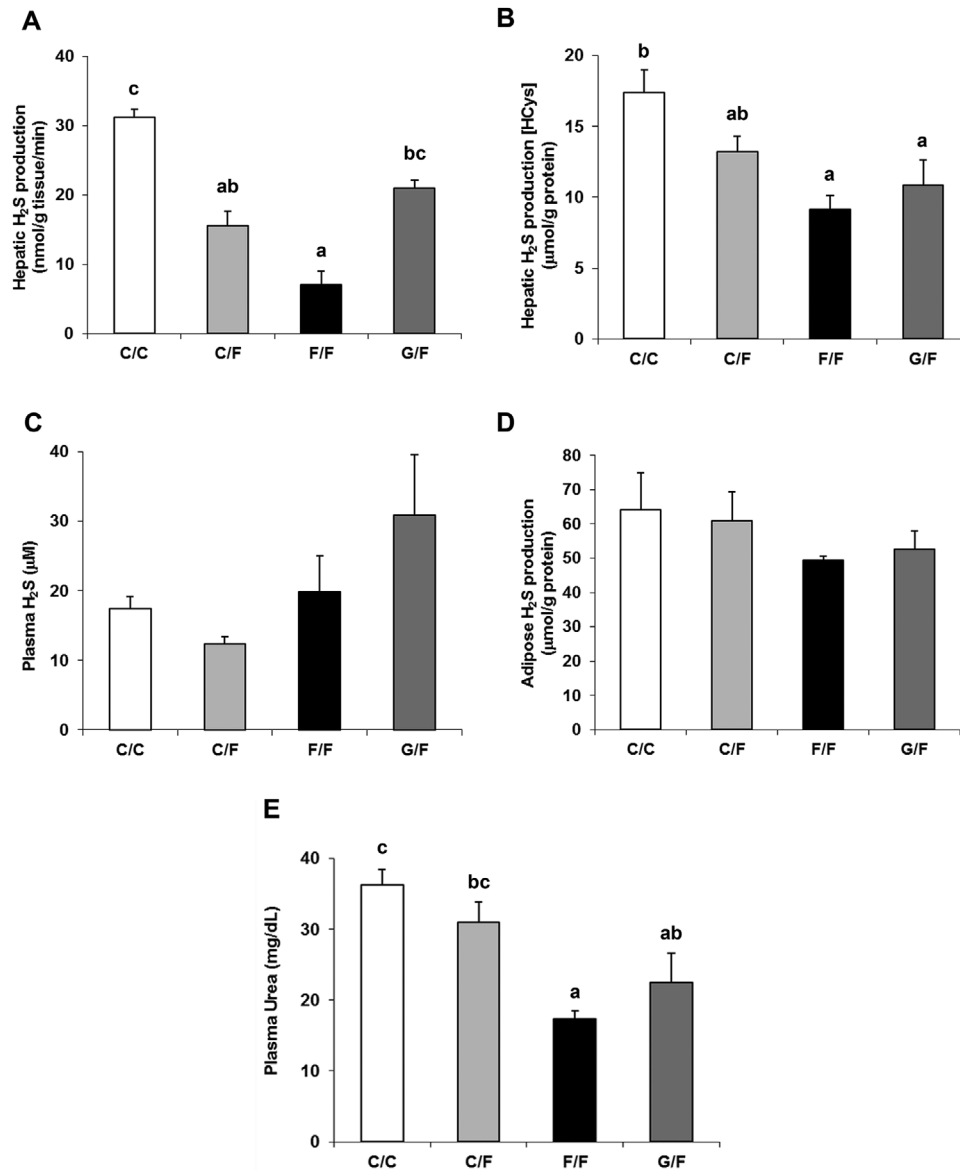 A
Hepatic H₂S production
(nmol/g tissue/min)
40
30
20
10
0
c
ab
a
bc
C/C C/F F/F G/F
B
Hepatic H₂S production [HCys]
(μmol/g protein)
20
15
10
5
0
b
ab
a
a
C/C C/F F/F G/F
C
Plasma H₂S (μM)
40
30
20
10
0
C/C C/F F/F G/F
D
Adipose H₂S production
(μmol/g protein)
80
70
60
50
40
30
20
10
0
C/C C/F F/F G/F
E
Plasma Urea (mg/dL)
40
30
20
10
0
c
bc
a
ab
C/C C/F F/F G/F